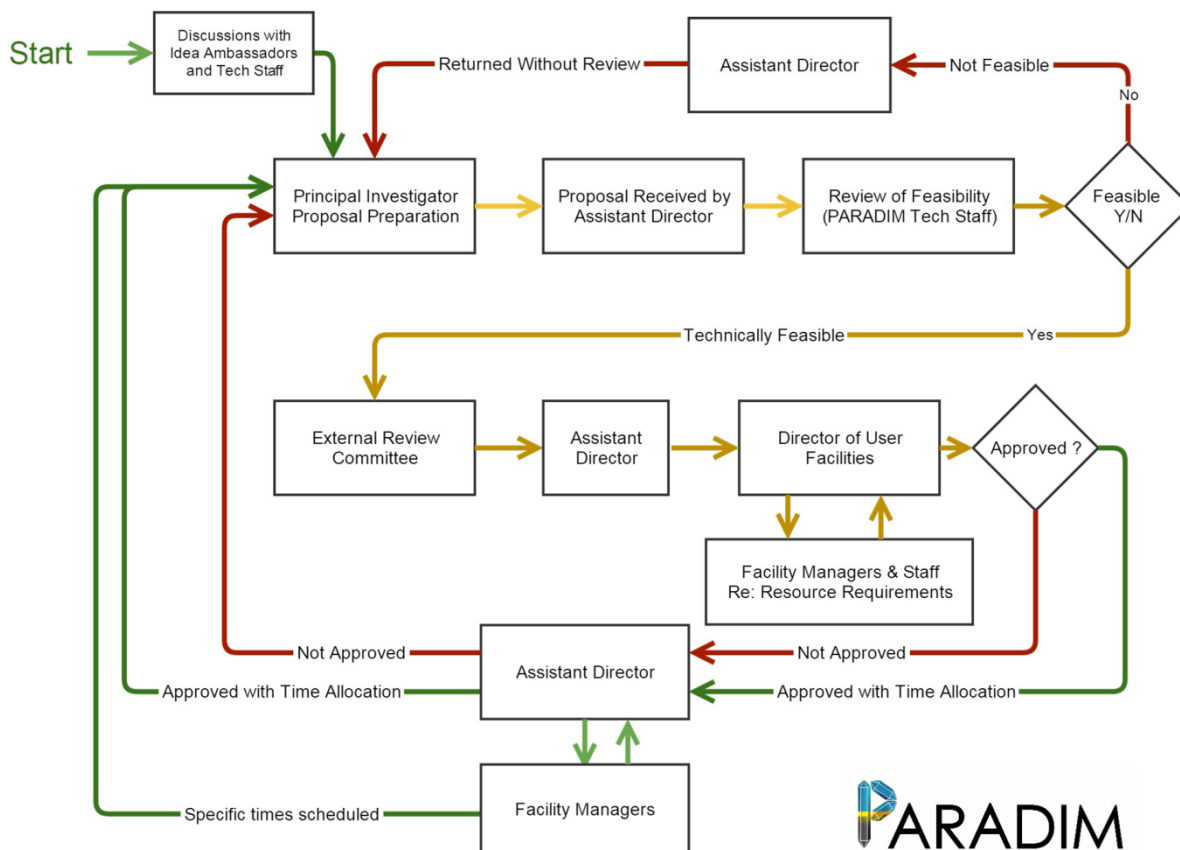 Start
Discussions with
Idea Ambassadors
and Tech Staff
Returned Without Review
Assistant Director
Not Feasible
No
Principal Investigator
Proposal Preparation
Proposal Received by
Assistant Director
Review of Feasibility
(PARADIM Tech Staff)
Feasible
Y/N
Technically Feasible
Yes
External Review
Committee
Assistant
Director
Director of User
Facilities
Approved ?
Facility Managers & Staff
Re: Resource Requirements
Not Approved
Assistant Director
Not Approved
Approved with Time Allocation
Approved with Time Allocation
Specific times scheduled
Facility Managers
PARADIM